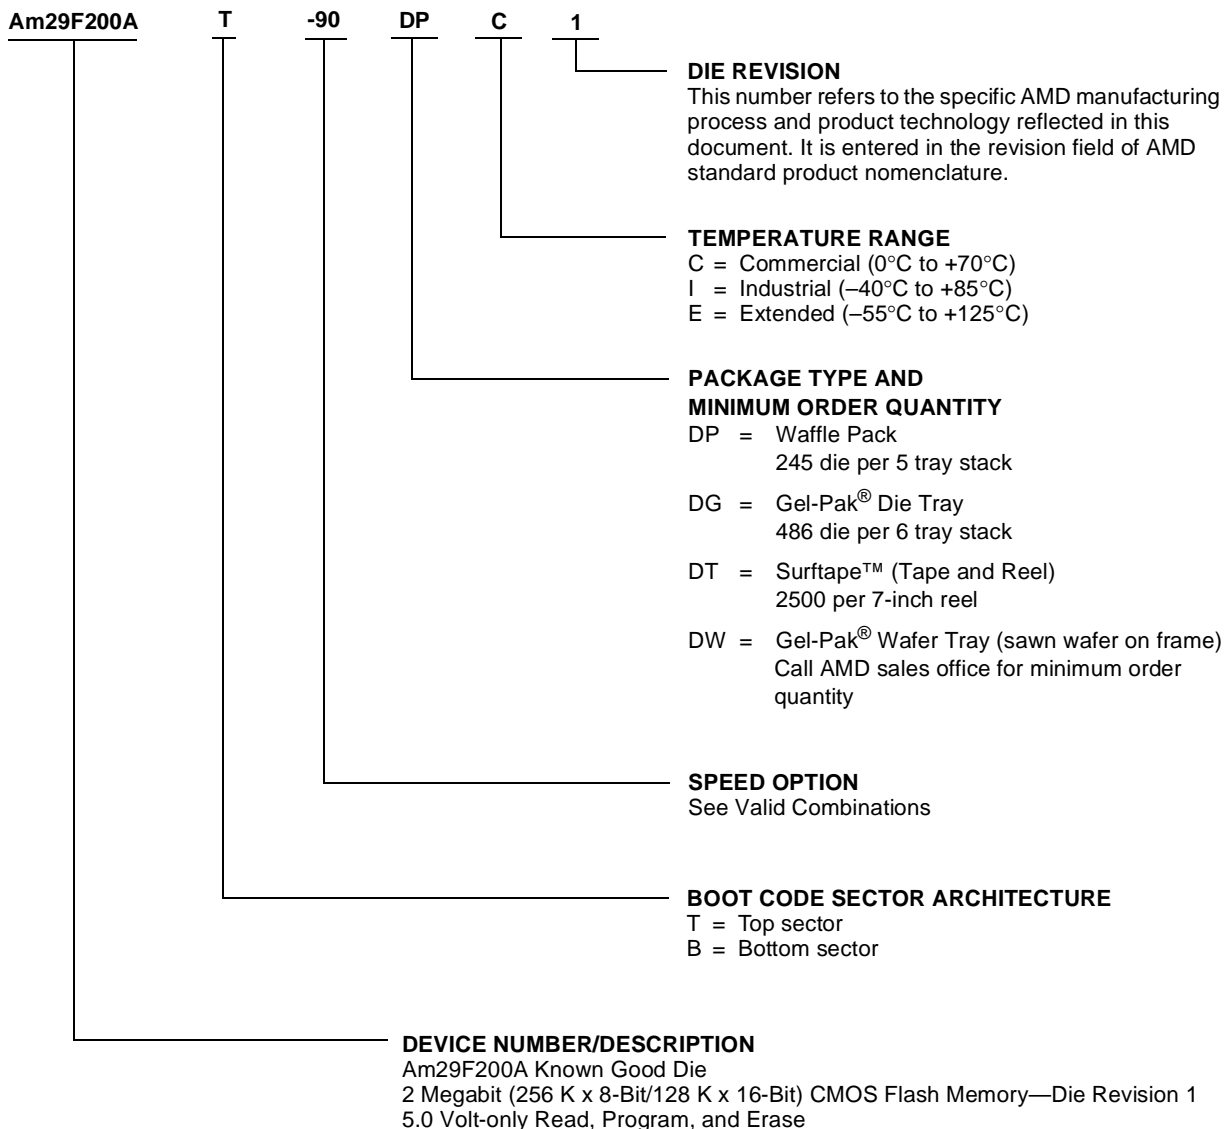 Am29F200A T -90 DP C 1
DIE REVISION
This number refers to the specific AMD manufacturing
process and product technology reflected in this
document. It is entered in the revision field of AMD
standard product nomenclature.
TEMPERATURE RANGE
C = Commercial (0°C to +70°C)
I = Industrial (–40°C to +85°C)
E = Extended (–55°C to +125°C)
PACKAGE TYPE AND
MINIMUM ORDER QUANTITY
DP = Waffle Pack
245 die per 5 tray stack
DG = Gel-Pak® Die Tray
486 die per 6 tray stack
DT = Surftape™ (Tape and Reel)
2500 per 7-inch reel
DW = Gel-Pak® Wafer Tray (sawn wafer on frame)
Call AMD sales office for minimum order
quantity
SPEED OPTION
See Valid Combinations
BOOT CODE SECTOR ARCHITECTURE
T = Top sector
B = Bottom sector
DEVICE NUMBER/DESCRIPTION
Am29F200A Known Good Die
2 Megabit (256 K x 8-Bit/128 K x 16-Bit) CMOS Flash Memory—Die Revision 1
5.0 Volt-only Read, Program, and Erase